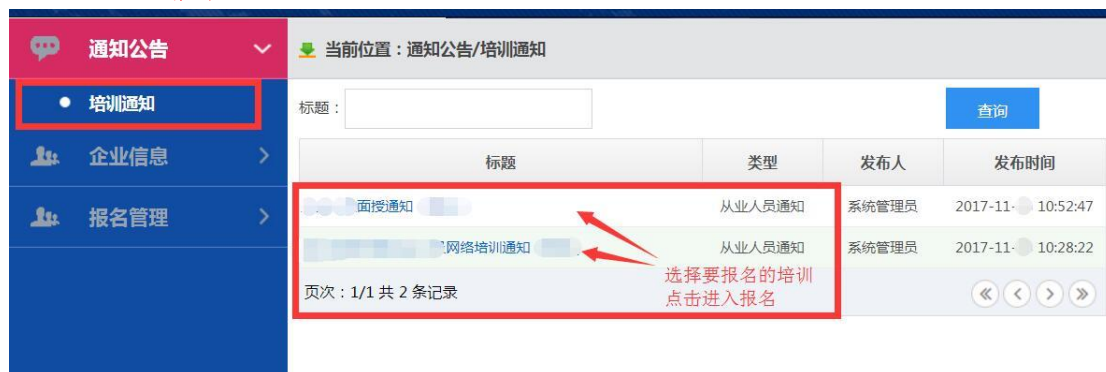 通知公告
当前位置：通知公告/培训通知
培训通知
标题：
查询
企业信息
标题 类型 发布人 发布时间
报名管理
面授通知 从业人员通知 系统管理员 2017-11- 10:52:47
网络培训通知 从业人员通知 系统管理员 2017-11- 10:28:22
选择要报名的培训
点击进入报名
页次：1/1 共 2 条记录